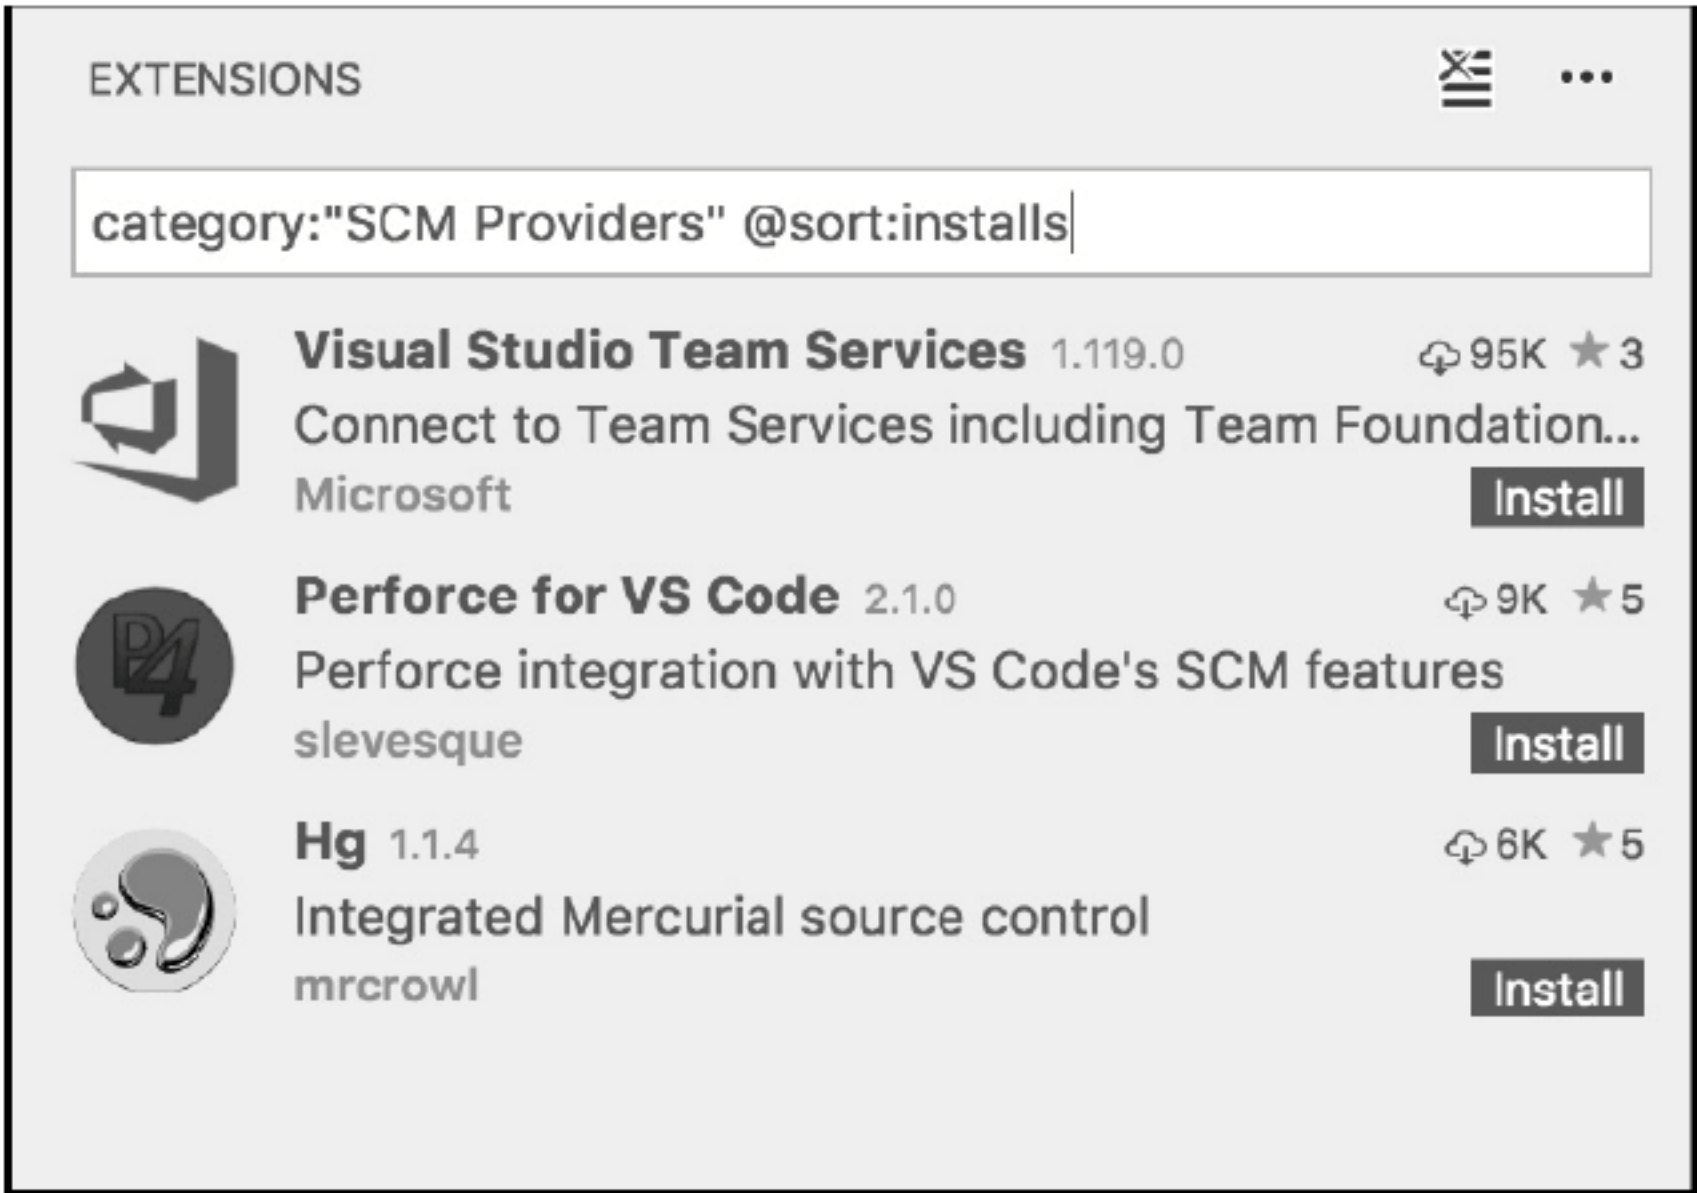 EXTENSIONS
category:"SCM Providers" @sort:installs
Visual Studio Team Services 1.119.0 95K ★ 3
Connect to Team Services including Team Foundation...
Microsoft Install
P4
Perforce for VS Code 2.1.0 9K ★ 5
Perforce integration with VS Code's SCM features
slevesque Install
Hg 1.1.4 6K ★ 5
Integrated Mercurial source control
mrcrowl Install